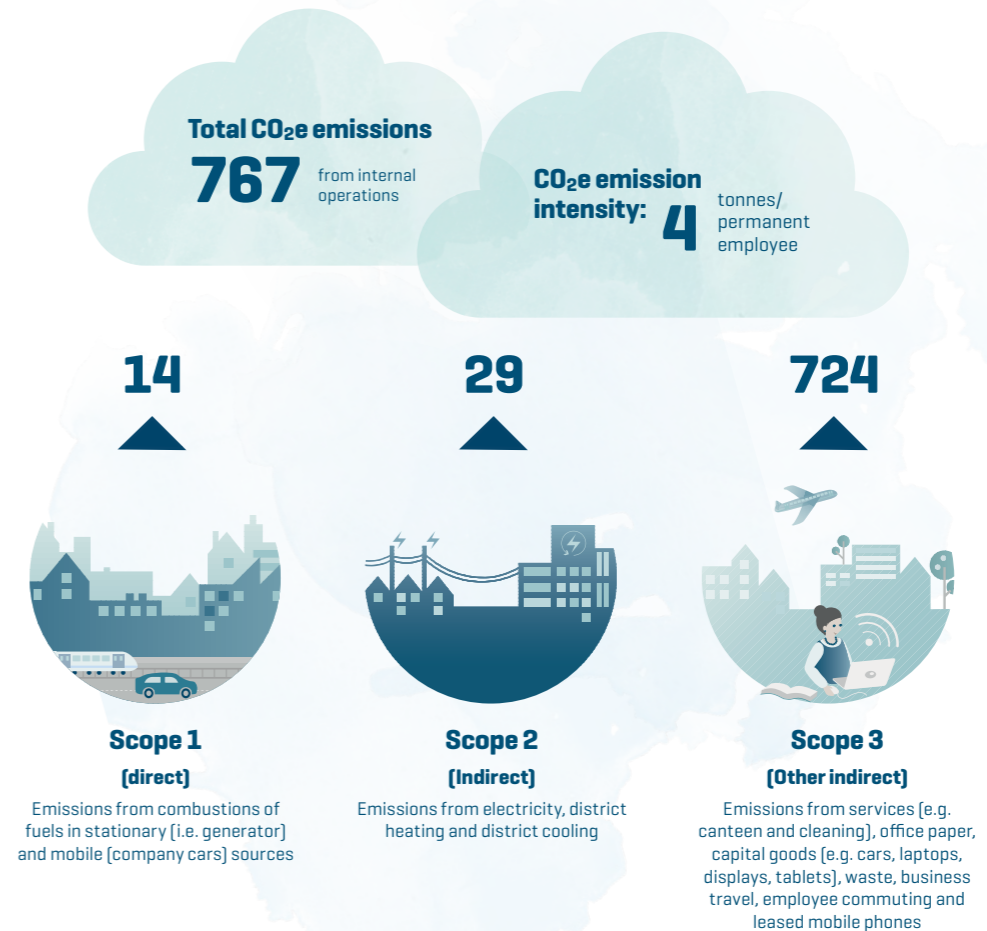 Total CO₂e emissions
767
from internal
operations
CO₂e emission
intensity:
4
tonnes/
permanent
employee
14
29
724
Scope 1
(direct)
Emissions from combustions of
fuels in stationary (i.e. generator)
and mobile (company cars) sources
Scope 2
(Indirect)
Emissions from electricity, district
heating and district cooling
Scope 3
(Other indirect)
Emissions from services (e.g.
canteen and cleaning), office paper,
capital goods (e.g. cars, laptops,
displays, tablets), waste, business
travel, employee commuting and
leased mobile phones